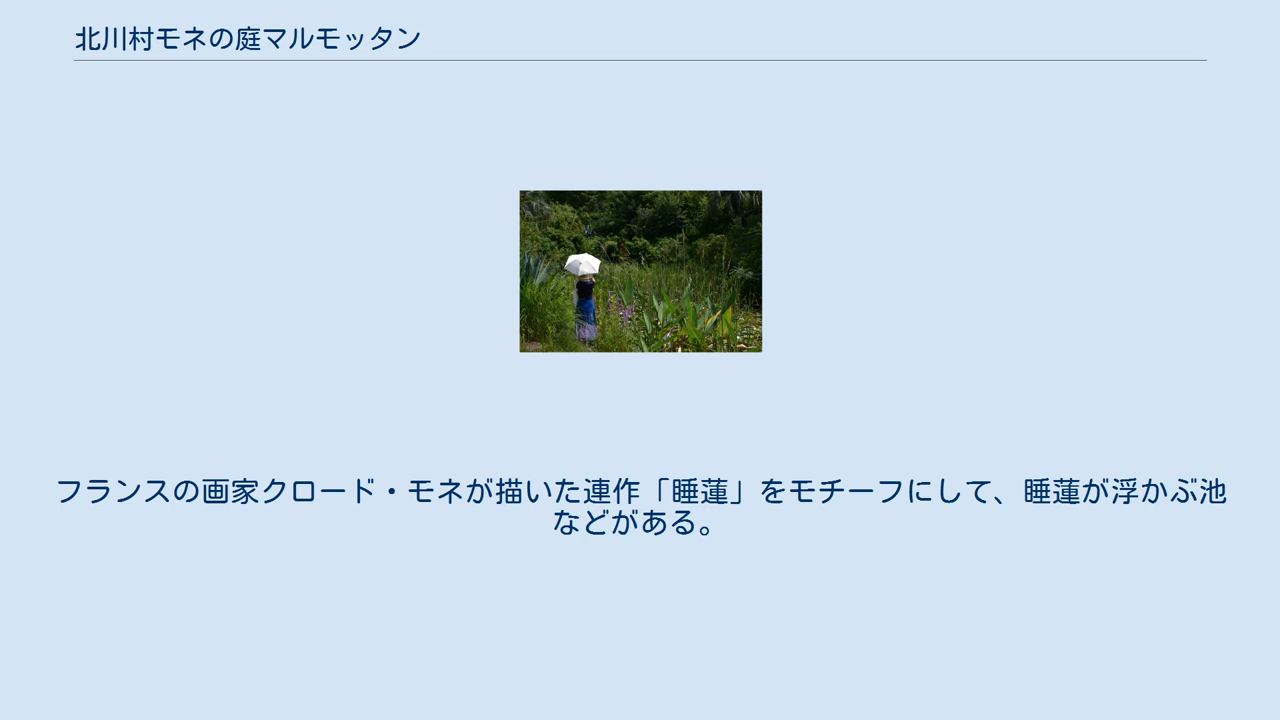 北川村モネの庭マルモッタン
フランスの画家クロード・モネが描いた連作「睡蓮」をモチーフにして、睡蓮が浮かぶ池
などがある。